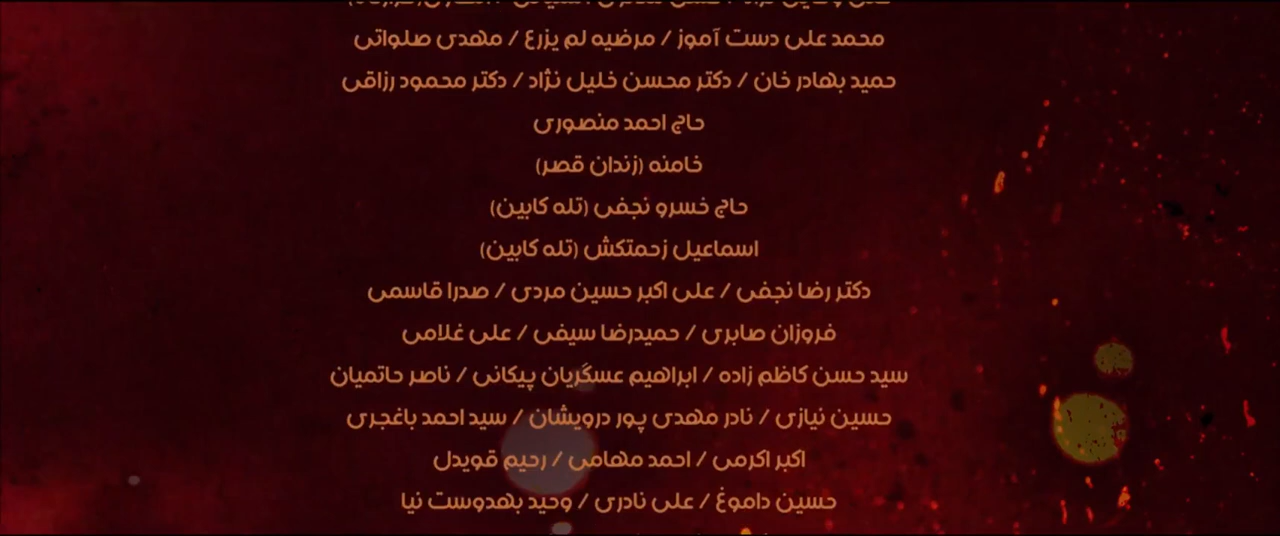 محمد علی دست آموز / مرضیه لم یزرع / مهدی صلواتی
حمید بهادر خان / دکتر محسن خلیل نژاد / دکتر محمود رزاقی
حاج احمد منصوری
خامنه (زندان قصر)
حاج خسرو نجفی (تله کابین)
اسماعیل زحمتکش (تله کابین)
دکتر رضا نجفی / علی اکبر حسین مردی / صدرا قاسمی
فروزان صابری / حمیدرضا سیفی / علی غلامی
سید حسن کاظم زاده / ابراهیم عسگریان پیکانی / ناصر حاتمیان
حسین نیازی / نادر مهدی پور درویشان / سید احمد باغجری
اکبر اکرمی / احمد مهامی / رحیم قویدل
حسین داموغ / علی نادری / وحید بهدوست نیا